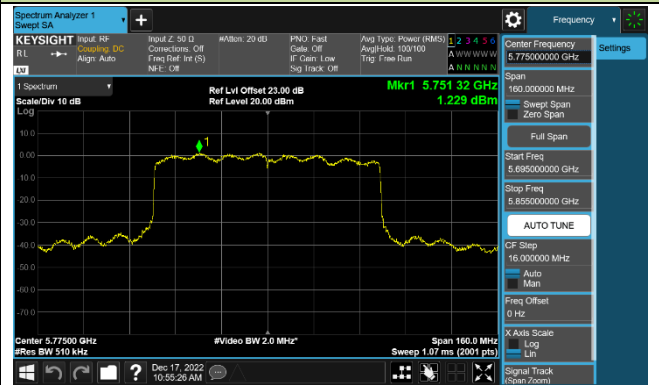 Spectrum Analyzer 1
Swept SA
Frequency
KEYSIGHT
RL
LXI
Input: RF
Coupling: DC
Align: Auto
Input Z: 50 Ω
Corrections: Off
Freq Ref: Int (S)
NFE: Off
#Atten: 20 dB
PNO: Fast
Gate: Off
IF Gain: Low
Sig Track: Off
Avg Type: Power (RMS)
Avg|Hold: 100/100
Trig: Free Run
1 2 3 4 5 6
A W W W W W
A N N N N N
1 Spectrum
Scale/Div 10 dB
Log
Ref Lvl Offset 23.00 dB
Ref Level 20.00 dBm
Mkr1 5.751 32 GHz
1.229 dBm
1
10.0
0.00
-10.0
-20.0
-30.0
-40.0
-50.0
-60.0
-70.0
Center 5.77500 GHz
#Res BW 510 kHz
#Video BW 2.0 MHz*
Span 160.0 MHz
Sweep 1.07 ms (2001 pts)
Dec 17, 2022
10:55:26 AM
Center Frequency
5.775000000 GHz
Span
160.000000 MHz
Swept Span
Zero Span
Full Span
Start Freq
5.695000000 GHz
Stop Freq
5.855000000 GHz
AUTO TUNE
CF Step
16.000000 MHz
Auto
Man
Freq Offset
0 Hz
X Axis Scale
Log
Lin
Signal Track
(Span Zoom)
Settings